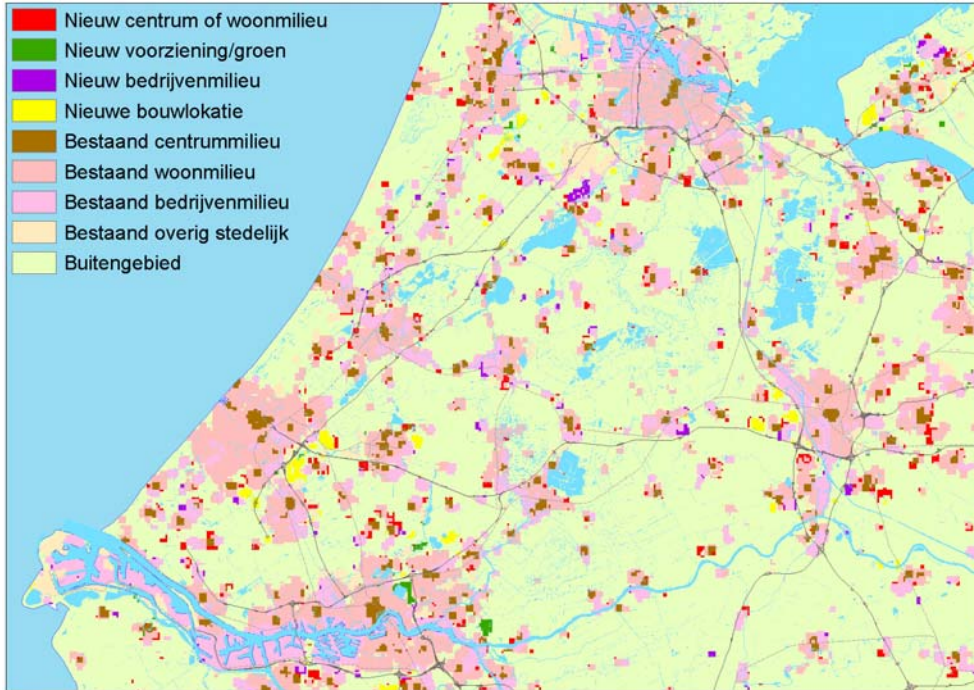 Nieuw centrum of woonmilieu
Nieuw voorziening/groen
Nieuw bedrijvenmilieu
Nieuwe bouwlokatie
Bestaand centrummilieu
Bestaand woonmilieu
Bestaand bedrijvenmilieu
Bestaand overig stedelijk
Buitengebied